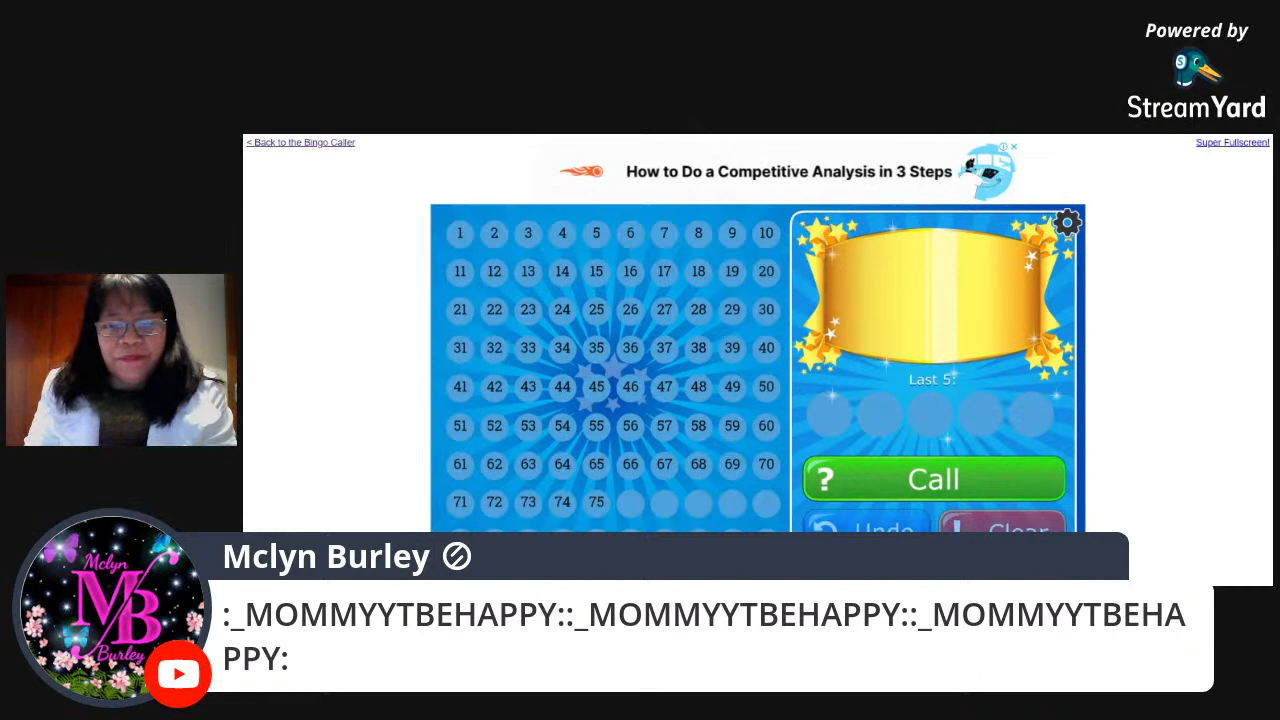 Powered by
StreamYard
< Back to the Bingo Caller
Super Fullscreen!
How to Do a Competitive Analysis in 3 Steps
1 2 3 4 5 6 7 8 9 10
11 12 13 14 15 16 17 18 19 20
21 22 23 24 25 26 27 28 29 30
31 32 33 34 35 36 37 38 39 40
41 42 43 44 45 46 47 48 49 50
51 52 53 54 55 56 57 58 59 60
61 62 63 64 65 66 67 68 69 70
71 72 73 74 75
Last 5:
? Call
Undo
! Clear
Mclyn Burley
:_MOMMYYTBEHAPPY::_MOMMYYTBEHAPPY::_MOMMYYTBEHA
PPY:
Mclyn
MB
Burley